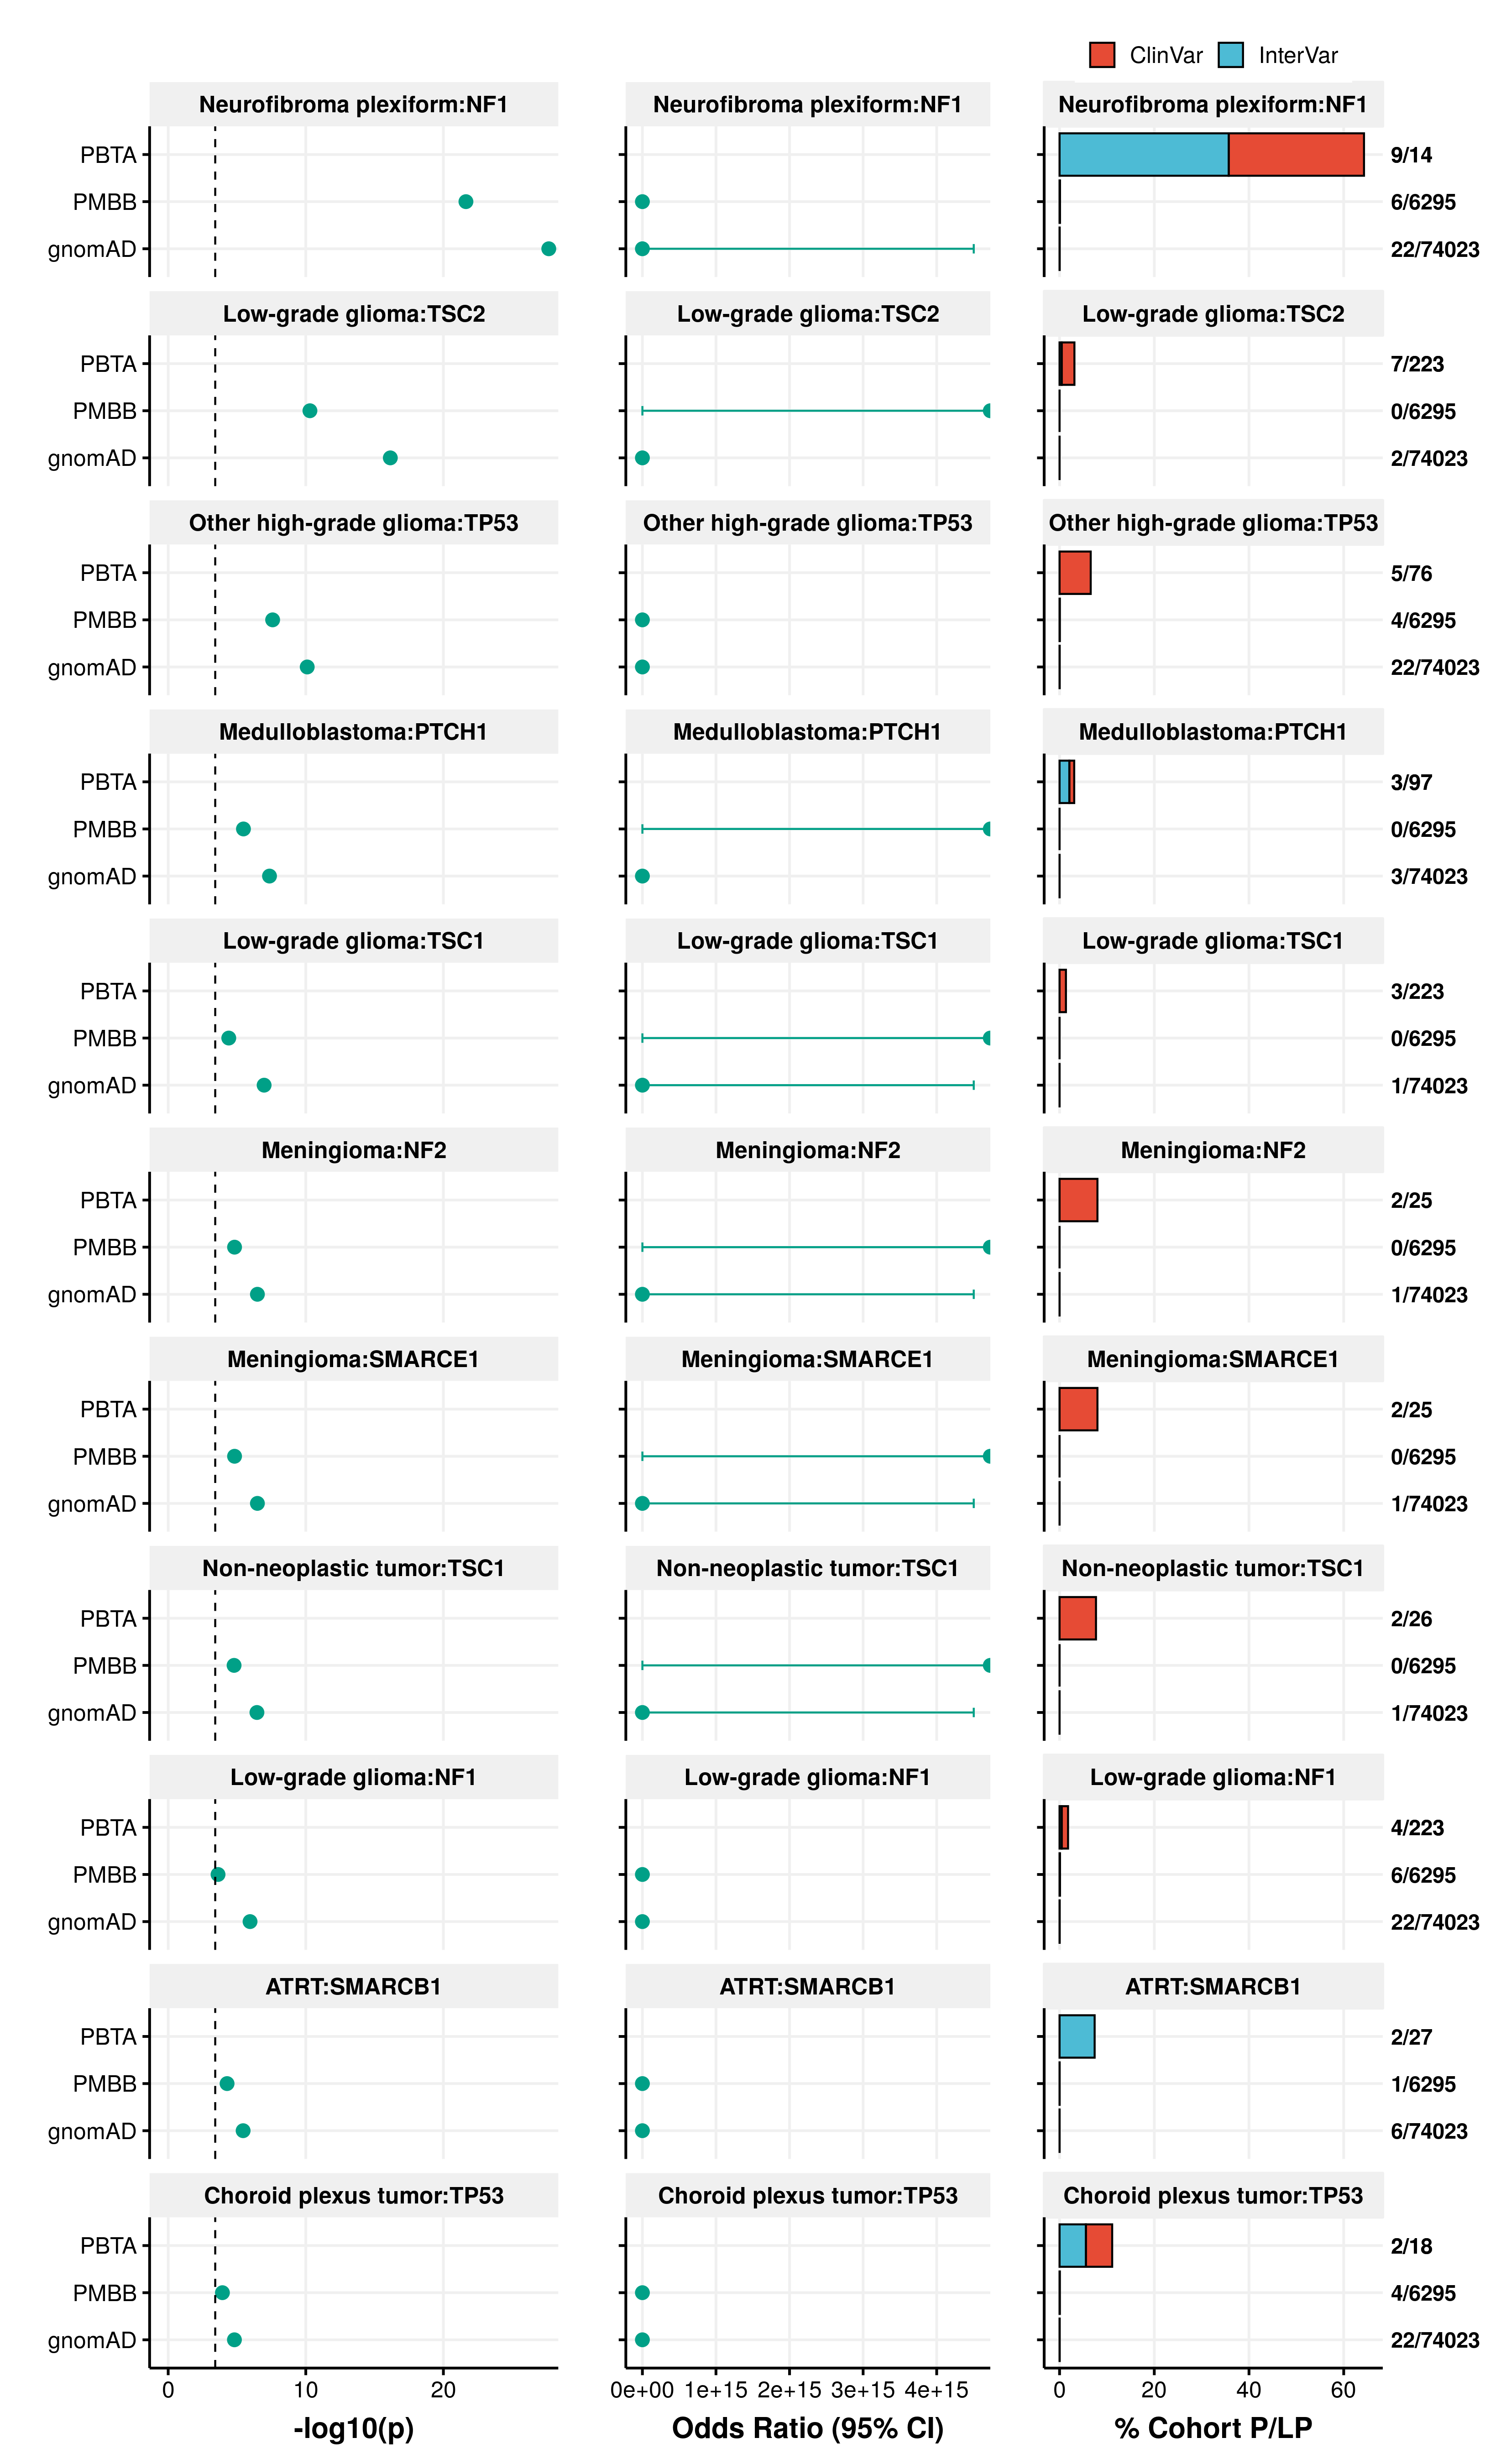 ClinVar InterVar
Neurofibroma plexiform:NF1 Neurofibroma plexiform:NF1 Neurofibroma plexiform:NF1
PBTA 9/14
PMBB 6/6295
gnomAD 22/74023
Low-grade glioma:TSC2 Low-grade glioma:TSC2 Low-grade glioma:TSC2
PBTA 7/223
PMBB 0/6295
gnomAD 2/74023
Other high-grade glioma:TP53 Other high-grade glioma:TP53 Other high-grade glioma:TP53
PBTA 5/76
PMBB 4/6295
gnomAD 22/74023
Medulloblastoma:PTCH1 Medulloblastoma:PTCH1 Medulloblastoma:PTCH1
PBTA 3/97
PMBB 0/6295
gnomAD 3/74023
Low-grade glioma:TSC1 Low-grade glioma:TSC1 Low-grade glioma:TSC1
PBTA 3/223
PMBB 0/6295
gnomAD 1/74023
Meningioma:NF2 Meningioma:NF2 Meningioma:NF2
PBTA 2/25
PMBB 0/6295
gnomAD 1/74023
Meningioma:SMARCE1 Meningioma:SMARCE1 Meningioma:SMARCE1
PBTA 2/25
PMBB 0/6295
gnomAD 1/74023
Non-neoplastic tumor:TSC1 Non-neoplastic tumor:TSC1 Non-neoplastic tumor:TSC1
PBTA 2/26
PMBB 0/6295
gnomAD 1/74023
Low-grade glioma:NF1 Low-grade glioma:NF1 Low-grade glioma:NF1
PBTA 4/223
PMBB 6/6295
gnomAD 22/74023
ATRT:SMARCB1 ATRT:SMARCB1 ATRT:SMARCB1
PBTA 2/27
PMBB 1/6295
gnomAD 6/74023
Choroid plexus tumor:TP53 Choroid plexus tumor:TP53 Choroid plexus tumor:TP53
PBTA 2/18
PMBB 4/6295
gnomAD 22/74023
0 10 20 0e+00 1e+15 2e+15 3e+15 4e+15 0 20 40 60
-log10(p) Odds Ratio (95% CI) % Cohort P/LP